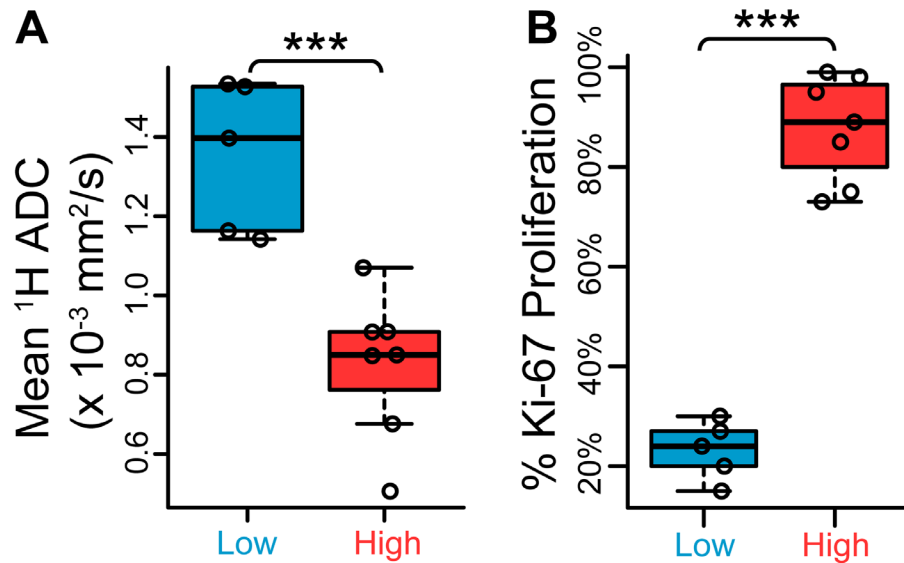 A
***
Mean ¹H ADC
(x 10⁻³ mm²/s)
1.4
1.2
1.0
0.8
0.6
Low
High
B
***
% Ki-67 Proliferation
100%
80%
60%
40%
20%
Low
High